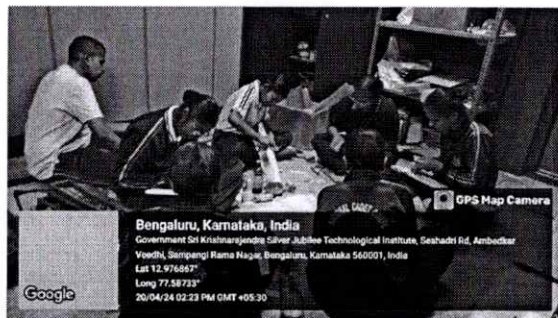 NAL CADET
GPS Map Camera
Bengaluru, Karnataka, India
Government Sri Krishnarajendra Silver Jubilee Technological Institute, Seshadri Rd, Ambedkar
Veedhi, Sampangi Rama Nagar, Bengaluru, Karnataka 560001, India
Lat 12.976867°
Long 77.58733°
20/04/24 02:23 PM GMT +05:30
Google